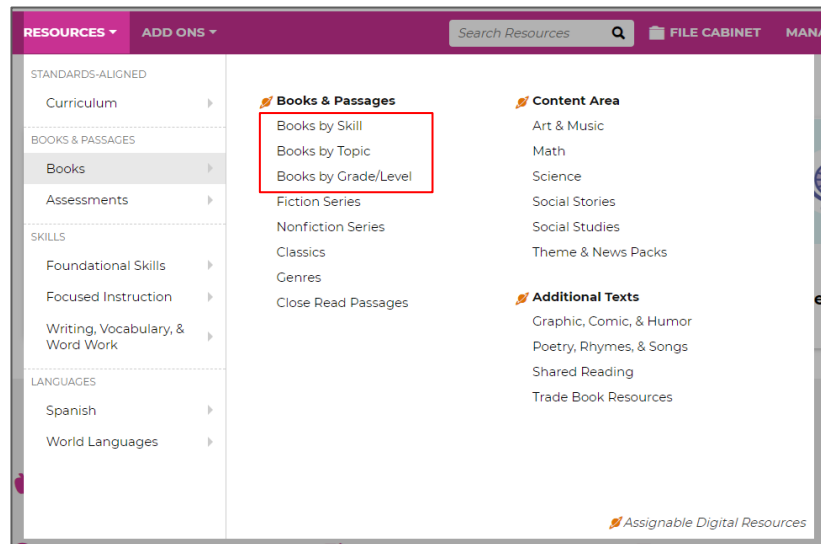 RESOURCES ADD ONS Search Resources FILE CABINET
STANDARDS-ALIGNED
Curriculum
BOOKS & PASSAGES
Books
Assessments
SKILLS
Foundational Skills
Focused Instruction
Writing, Vocabulary, &
Word Work
LANGUAGES
Spanish
World Languages
Books & Passages
Books by Skill
Books by Topic
Books by Grade/Level
Fiction Series
Nonfiction Series
Classics
Genres
Close Read Passages
Content Area
Art & Music
Math
Science
Social Stories
Social Studies
Theme & News Packs
Additional Texts
Graphic, Comic, & Humor
Poetry, Rhymes, & Songs
Shared Reading
Trade Book Resources
Assignable Digital Resources